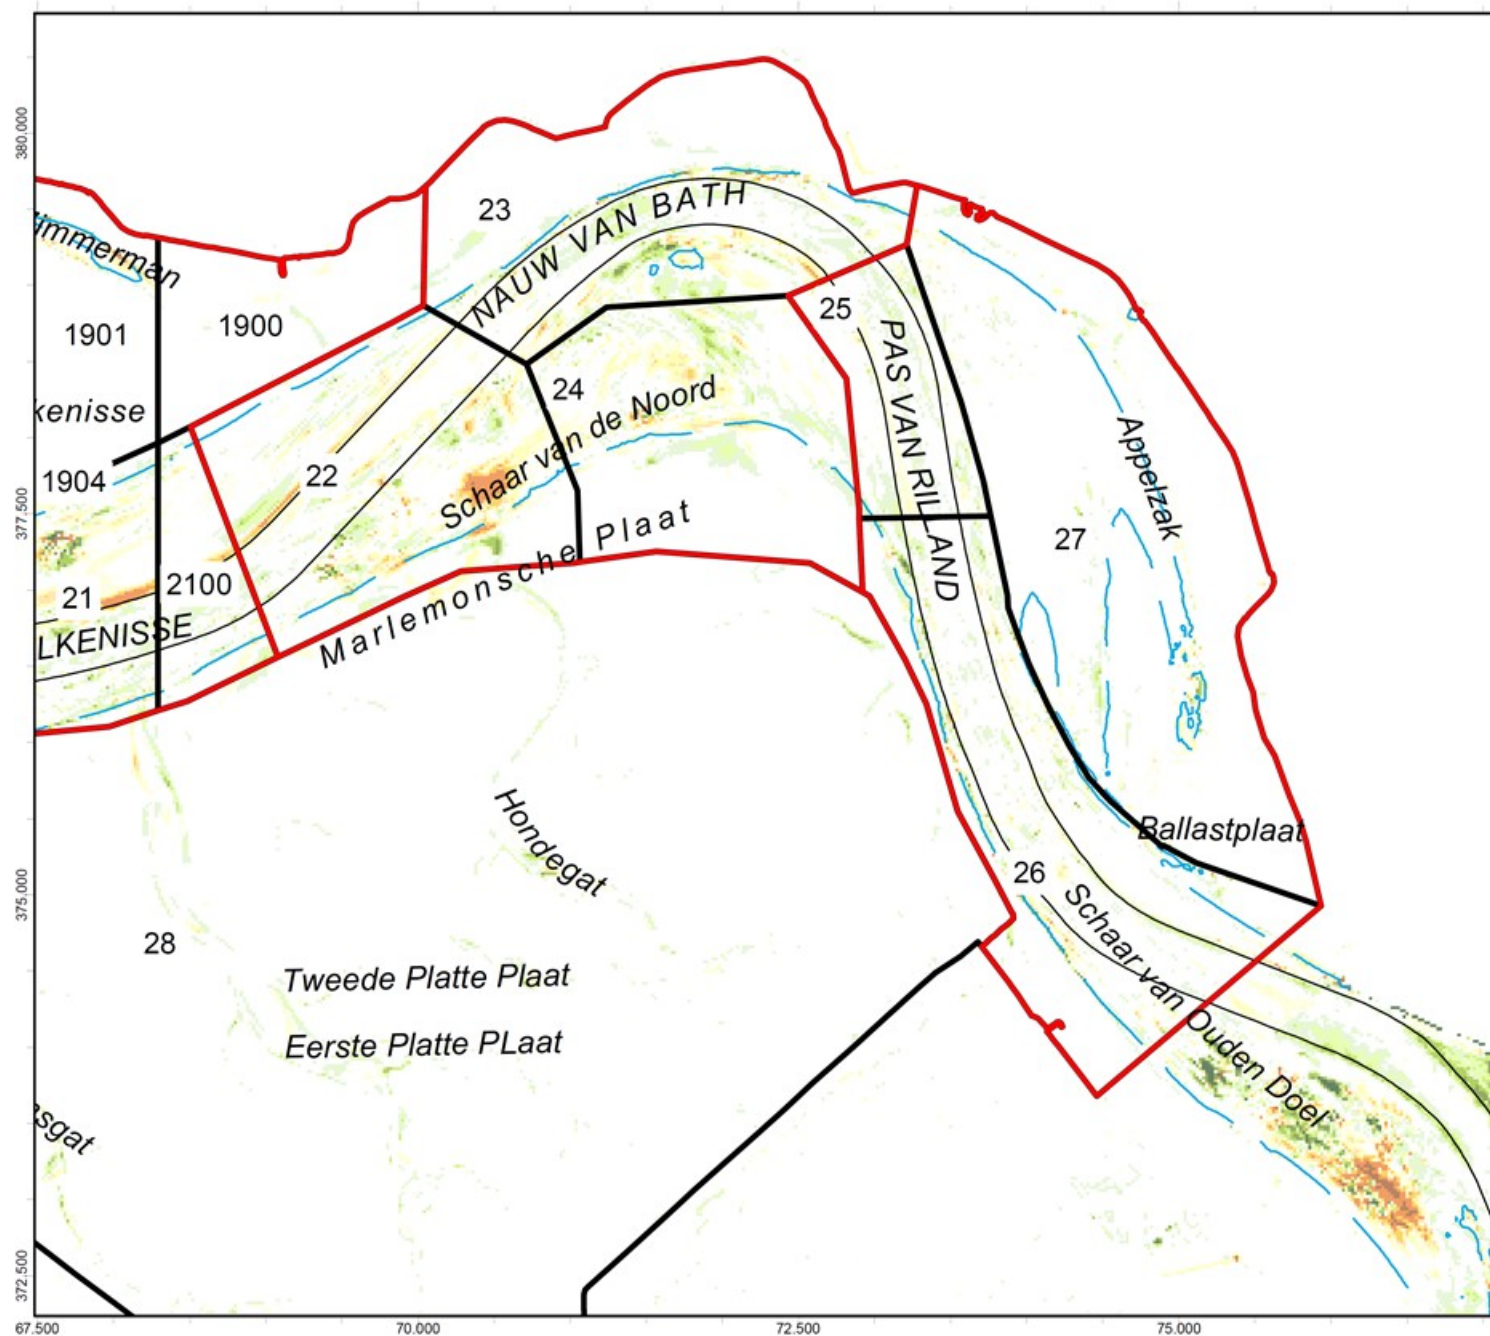 380.000
NAUW VAN BATH
23
immerman
1901
1900
25
PAS VAN RILLAND
24
Schaar van de Noord
kenisse
Appelzak
1904
22
377.500
Marlemonsche Plaat
27
21
2100
LKENISSE
Hondegat
Ballastplaat
26
375.000
Schaar van Ouden Doel
28
Tweede Platte Plaat
Eerste Platte PLaat
sgat
372.500
67.500
70.000
72.500
75.000